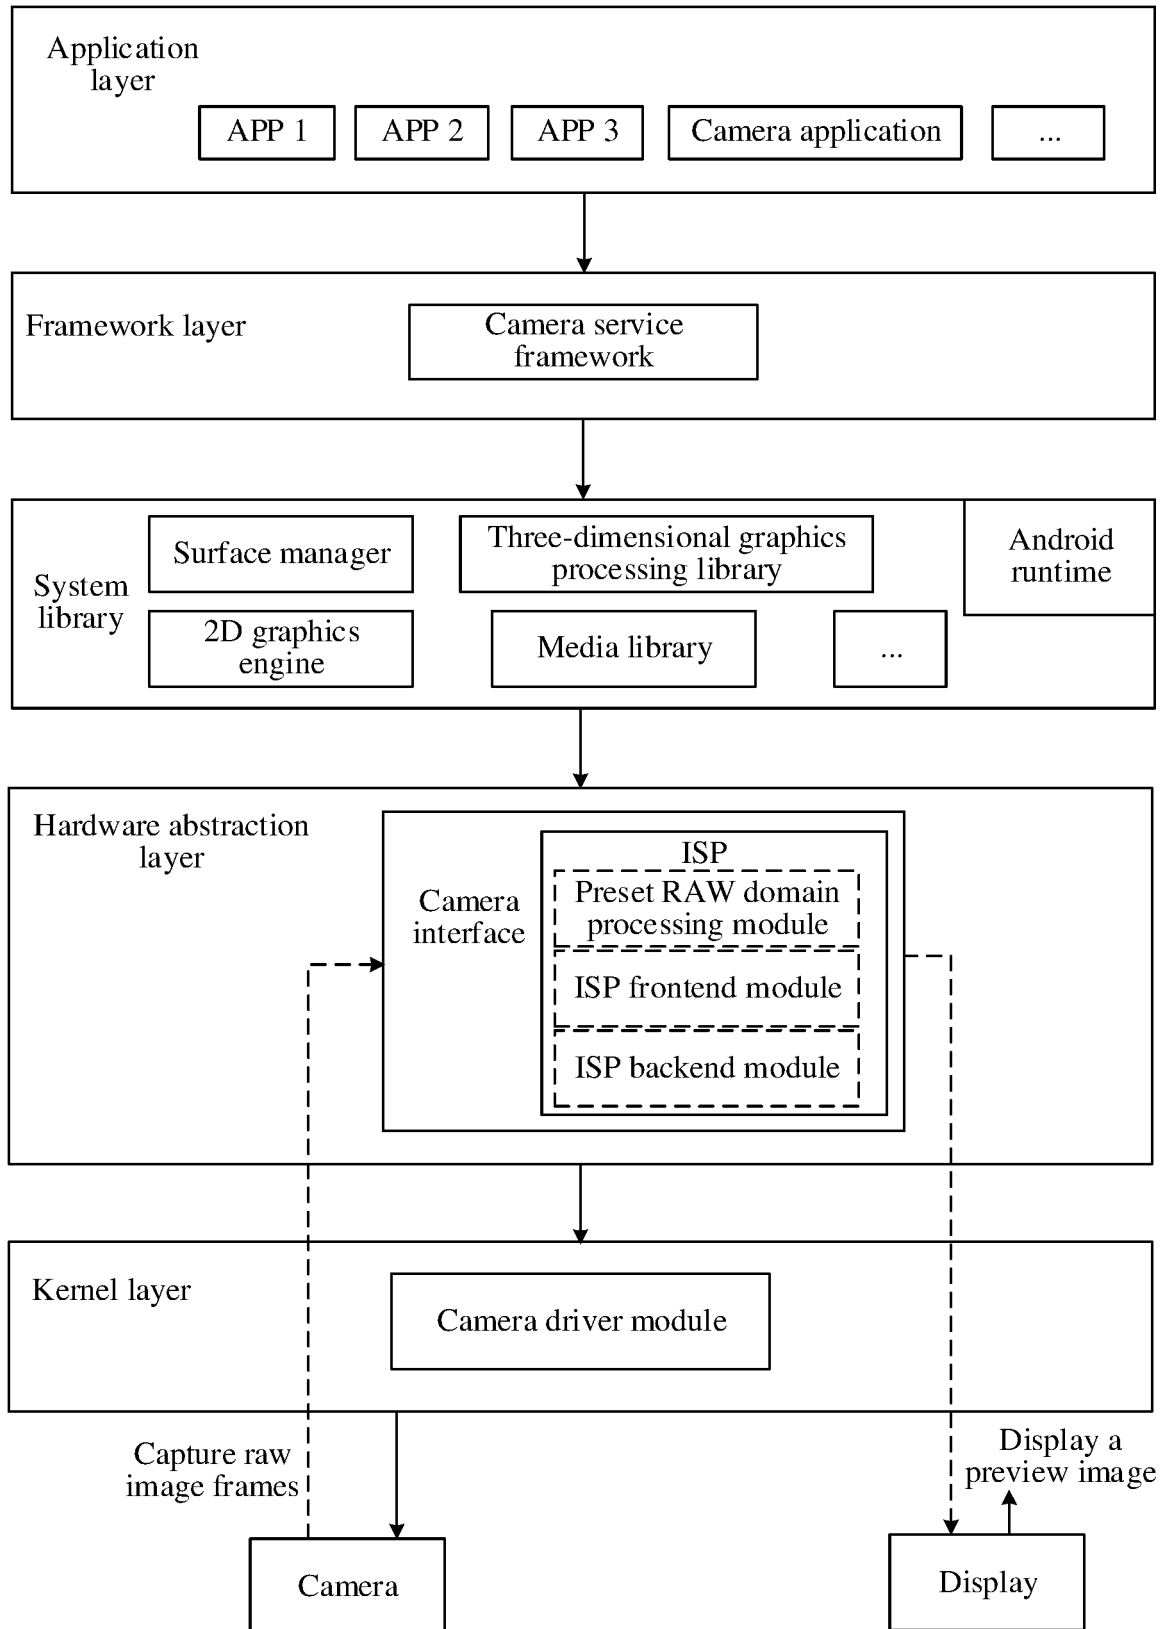 Application
layer
APP 1
APP 2
APP 3
Camera application
...
Framework layer
Camera service
framework
System
library
Surface manager
Three-dimensional graphics
processing library
Android
runtime
2D graphics
engine
Media library
...
Hardware abstraction
layer
Camera
interface
ISP
Preset RAW domain
processing module
ISP frontend module
ISP backend module
Kernel layer
Camera driver module
Capture raw
image frames
Display a
preview image
Camera
Display